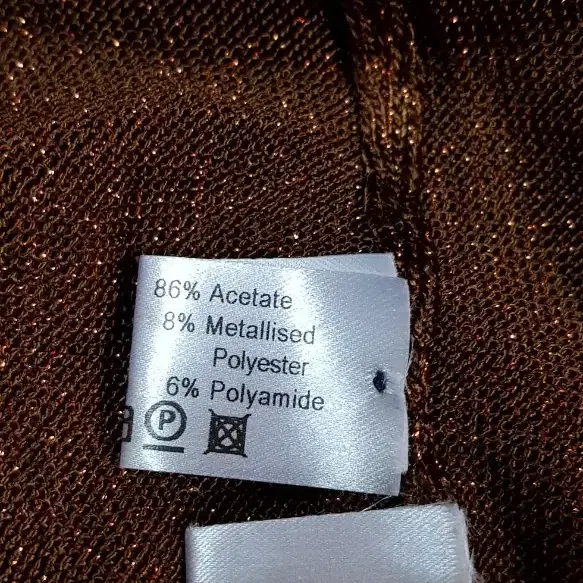 86% Acetate
8% Metallised
Polyester
6% Polyamide
P